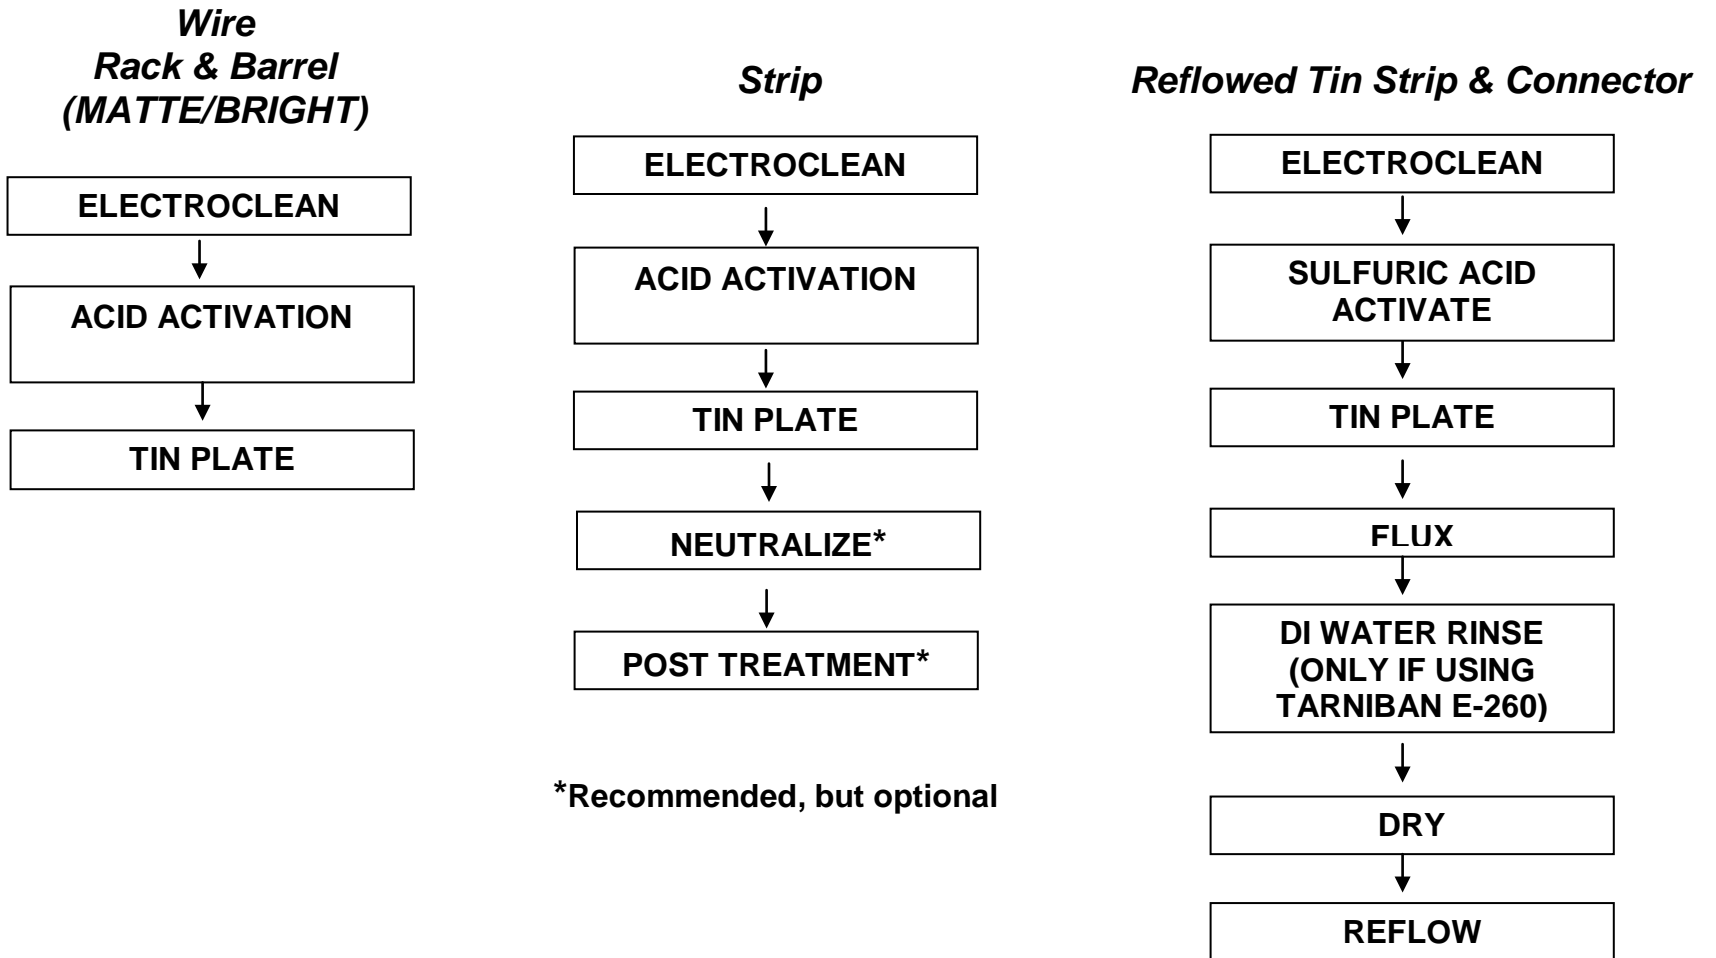 Wire
Rack & Barrel
(MATTE/BRIGHT)
ELECTROCLEAN
ACID ACTIVATION
TIN PLATE
Strip
ELECTROCLEAN
ACID ACTIVATION
TIN PLATE
NEUTRALIZE*
POST TREATMENT*
*Recommended, but optional
Reflowed Tin Strip & Connector
ELECTROCLEAN
SULFURIC ACID
ACTIVATE
TIN PLATE
FLUX
DI WATER RINSE
(ONLY IF USING
TARNIBAN E-260)
DRY
REFLOW